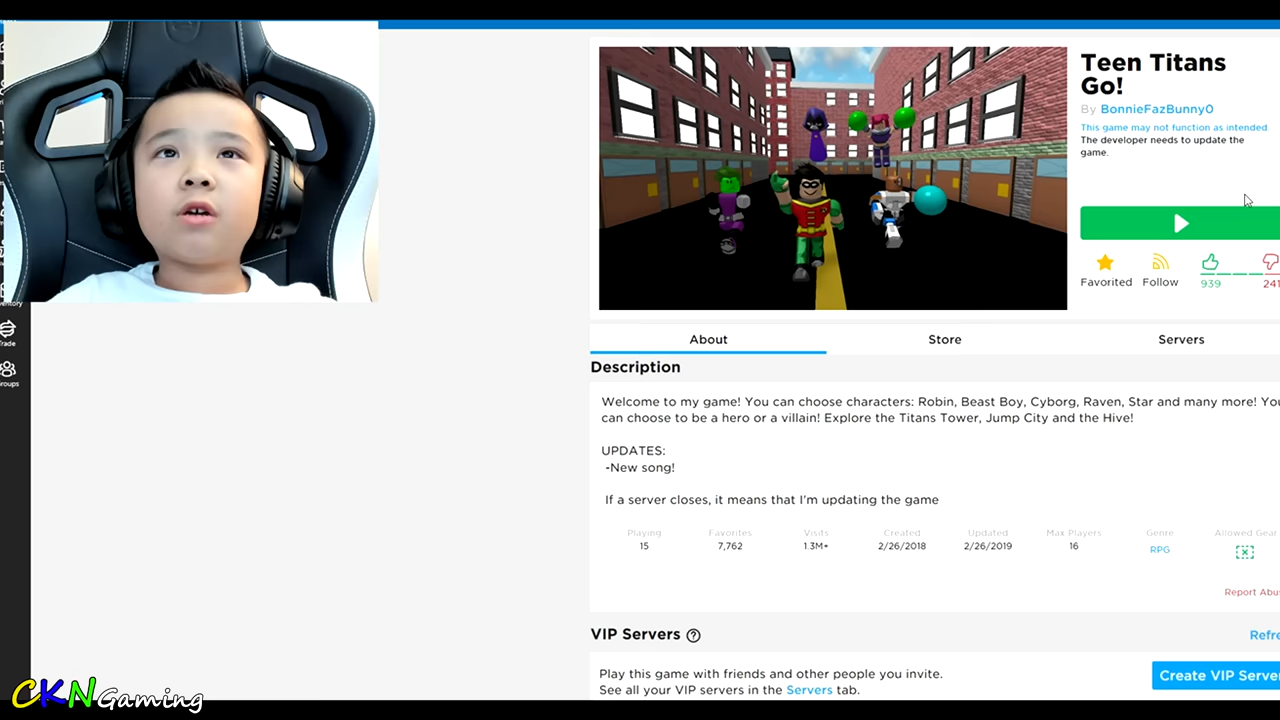 Teen Titans
Go!
By BonnieFazBunny0
This game may not function as intended.
The developer needs to update the
game.
Favorited
Follow
939
241
About
Store
Servers
Description
Welcome to my game! You can choose characters: Robin, Beast Boy, Cyborg, Raven, Star and many more! You
can choose to be a hero or a villain! Explore the Titans Tower, Jump City and the Hive!
UPDATES:
-New song!
If a server closes, it means that I'm updating the game
Playing
Favorites
Visits
Created
Updated
Max Players
Genre
Allowed Gear
15
7,762
1.3M+
2/26/2018
2/26/2019
16
RPG
Report Abu
VIP Servers
Refre
Play this game with friends and other people you invite.
See all your VIP servers in the Servers tab.
Create VIP Server
nventory
Trade
roups
CKNGaming